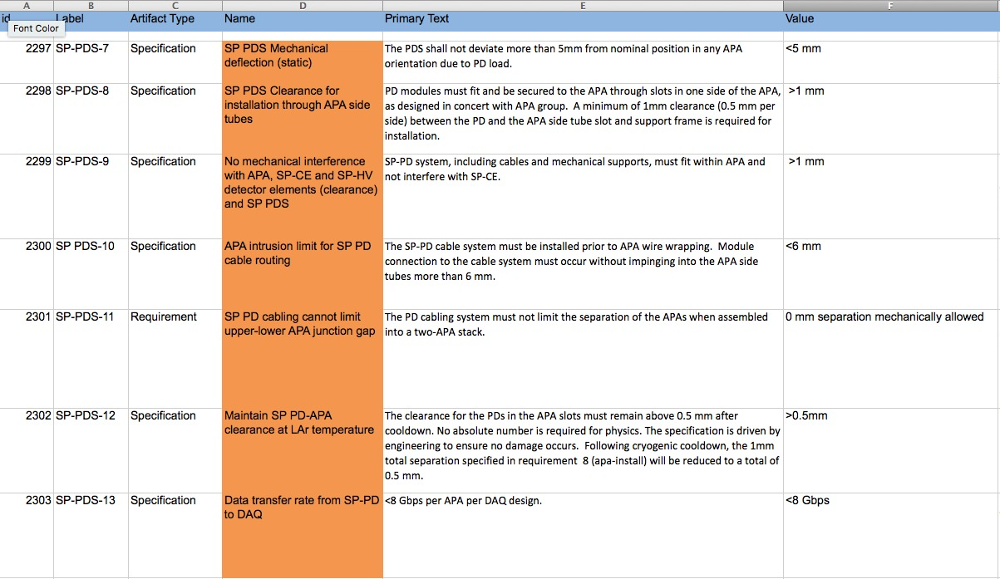 A B C D E F
id Label Artifact Type Name Primary Text Value
Font Color
2297 SP-PDS-7 Specification SP PDS Mechanical The PDS shall not deviate more than 5mm from nominal position in any APA <5 mm
deflection (static) orientation due to PD load.
2298 SP-PDS-8 Specification SP PDS Clearance for PD modules must fit and be secured to the APA through slots in one side of the APA, >1 mm
installation through APA side as designed in concert with APA group. A minimum of 1mm clearance (0.5 mm per
tubes side) between the PD and the APA side tube slot and support frame is required for
installation.
2299 SP-PDS-9 Specification No mechanical interference SP-PD system, including cables and mechanical supports, must fit within APA and >1 mm
with APA, SP-CE and SP-HV not interfere with SP-CE.
detector elements (clearance)
and SP PDS
2300 SP PDS-10 Specification APA intrusion limit for SP PD The SP-PD cable system must be installed prior to APA wire wrapping. Module <6 mm
cable routing connection to the cable system must occur without impinging into the APA side
tubes more than 6 mm.
2301 SP-PDS-11 Requirement SP PD cabling cannot limit The PD cabling system must not limit the separation of the APAs when assembled 0 mm separation mechanically allowed
upper-lower APA junction gap into a two-APA stack.
2302 SP-PDS-12 Specification Maintain SP PD-APA The clearance for the PDs in the APA slots must remain above 0.5 mm after >0.5mm
clearance at LAr temperature cooldown. No absolute number is required for physics. The specification is driven by
engineering to ensure no damage occurs. Following cryogenic cooldown, the 1mm
total separation specified in requirement 8 (apa-install) will be reduced to a total of
0.5 mm.
2303 SP-PDS-13 Specification Data transfer rate from SP-PD <8 Gbps per APA per DAQ design. <8 Gbps
to DAQ